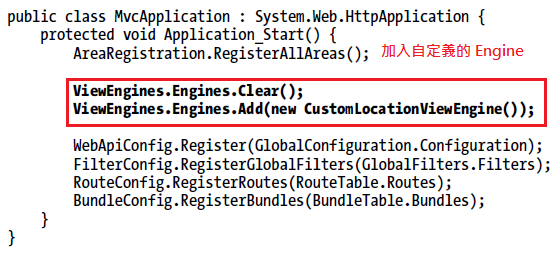 public class MvcApplication : System.Web.HttpApplication {
    protected void Application_Start() {
        AreaRegistration.RegisterAllAreas(); 加入自定義的 Engine
        ViewEngines.Engines.Clear();
        ViewEngines.Engines.Add(new CustomLocationViewEngine());
        WebApiConfig.Register(GlobalConfiguration.Configuration);
        FilterConfig.RegisterGlobalFilters(GlobalFilters.Filters);
        RouteConfig.RegisterRoutes(RouteTable.Routes);
        BundleConfig.RegisterBundles(BundleTable.Bundles);
    }
}